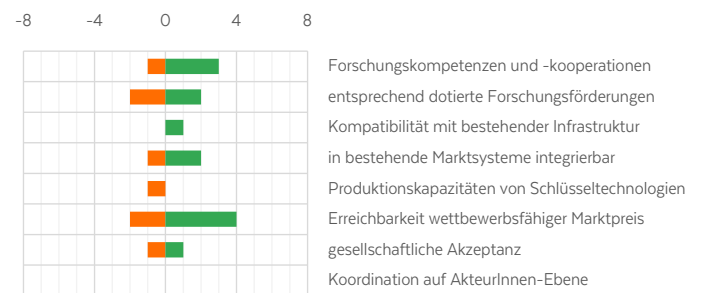 -8 -4 0 4 8
Forschungskompetenzen und -kooperationen
entsprechend dotierte Forschungsförderungen
Kompatibilität mit bestehender Infrastruktur
in bestehende Marktsysteme integrierbar
Produktionskapazitäten von Schlüsseltechnologien
Erreichbarkeit wettbewerbsfähiger Marktpreis
gesellschaftliche Akzeptanz
Koordination auf AkteurInnen-Ebene